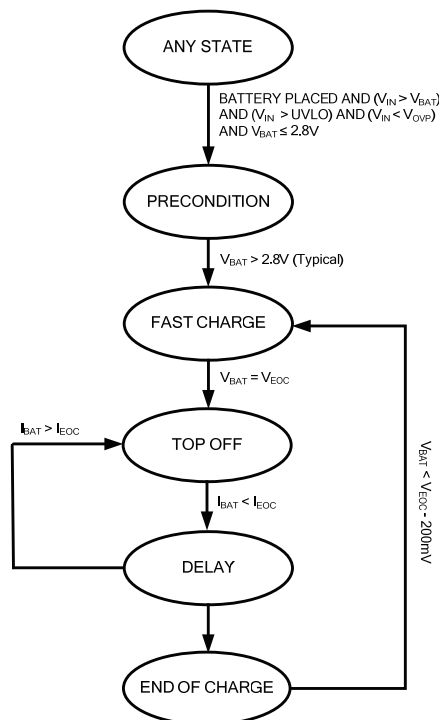 ANY STATE
BATTERY PLACED AND (VIN > VBAT)
AND (VIN > UVLO) AND (VIN < VOVP)
AND VBAT ≤ 2.8V
PRECONDITION
VBAT > 2.8V (Typical)
FAST CHARGE
VBAT = VEOC
IBAT > IEOC
TOP OFF
IBAT < IEOC
VBAT < VEOC - 200mV
DELAY
END OF CHARGE